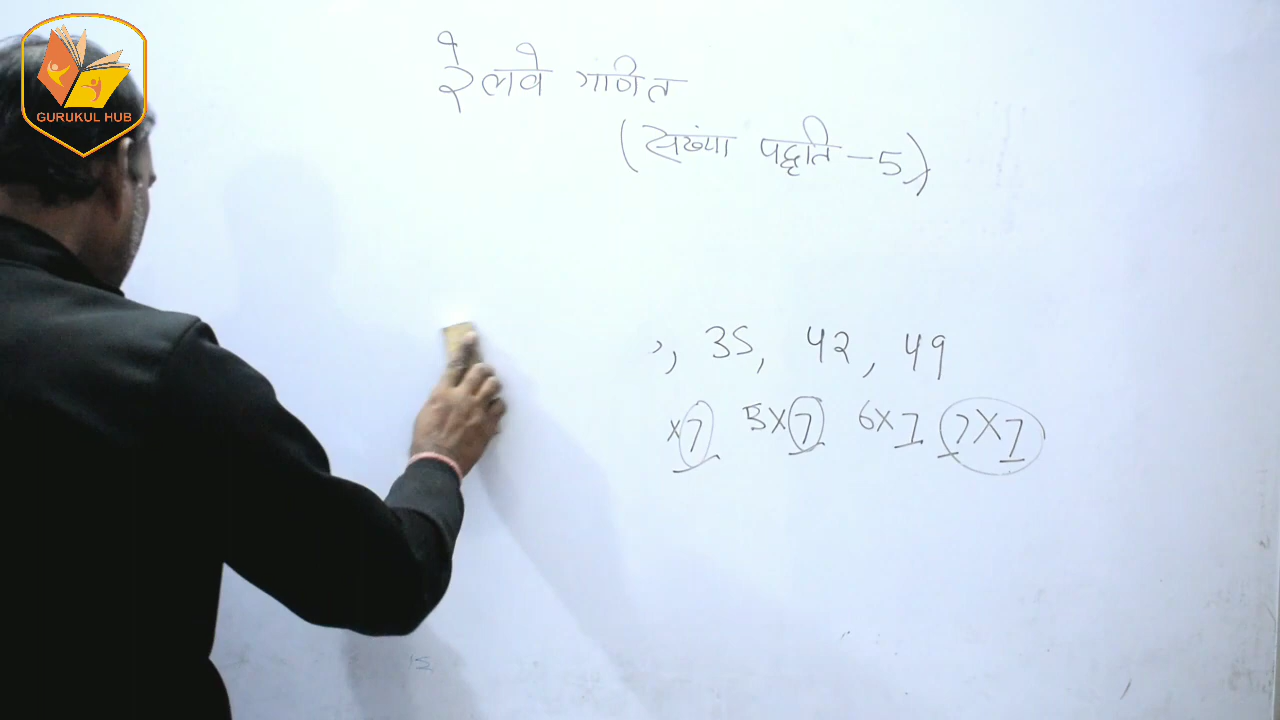 GURUKUL HUB
रेलवे गणित
(संख्या पद्धति - 5)
, 35, 42, 49
×7 5×7 6×7 7×7